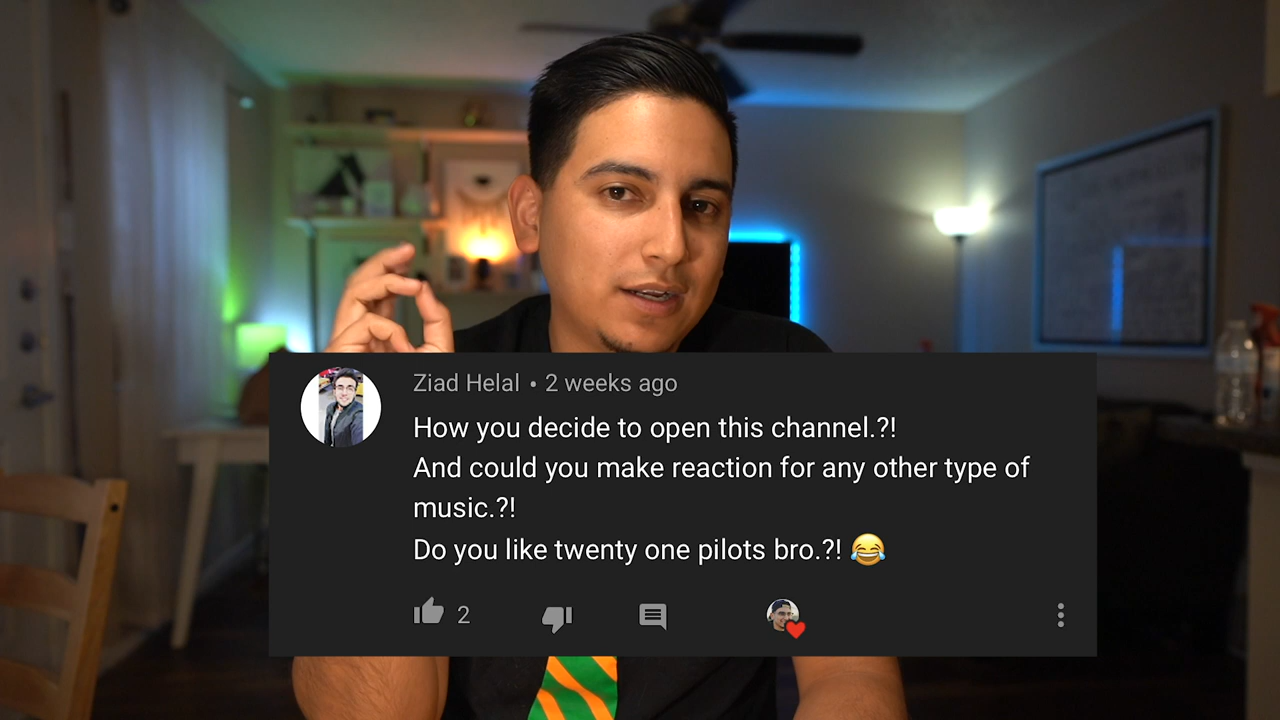 Ziad Helal • 2 weeks ago
How you decide to open this channel.?!
And could you make reaction for any other type of
music.?!
Do you like twenty one pilots bro.?! 😂
2